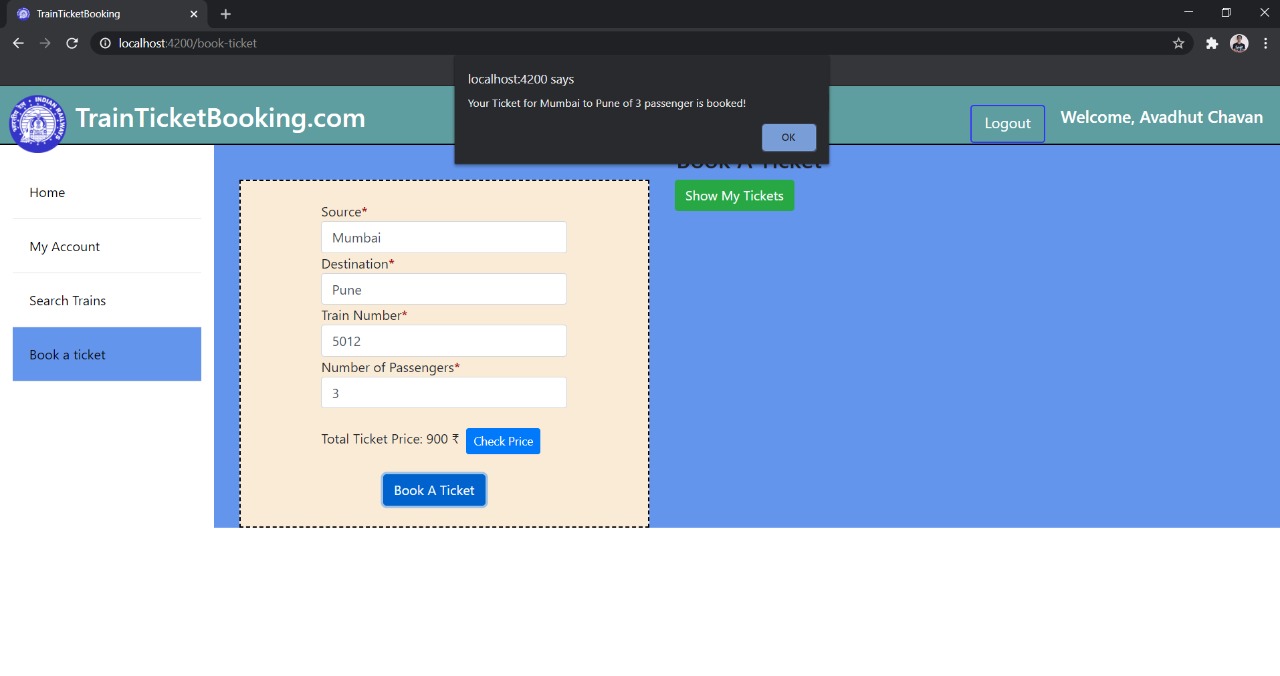 TrainTicketBooking
localhost:4200/book-ticket
localhost:4200 says
Your Ticket for Mumbai to Pune of 3 passenger is booked!
OK
TrainTicketBooking.com
Logout
Welcome, Avadhut Chavan
Home
My Account
Search Trains
Book a ticket
Book A Ticket
Show My Tickets
Source*
Mumbai
Destination*
Pune
Train Number*
5012
Number of Passengers*
3
Total Ticket Price: 900 ₹ Check Price
Book A Ticket